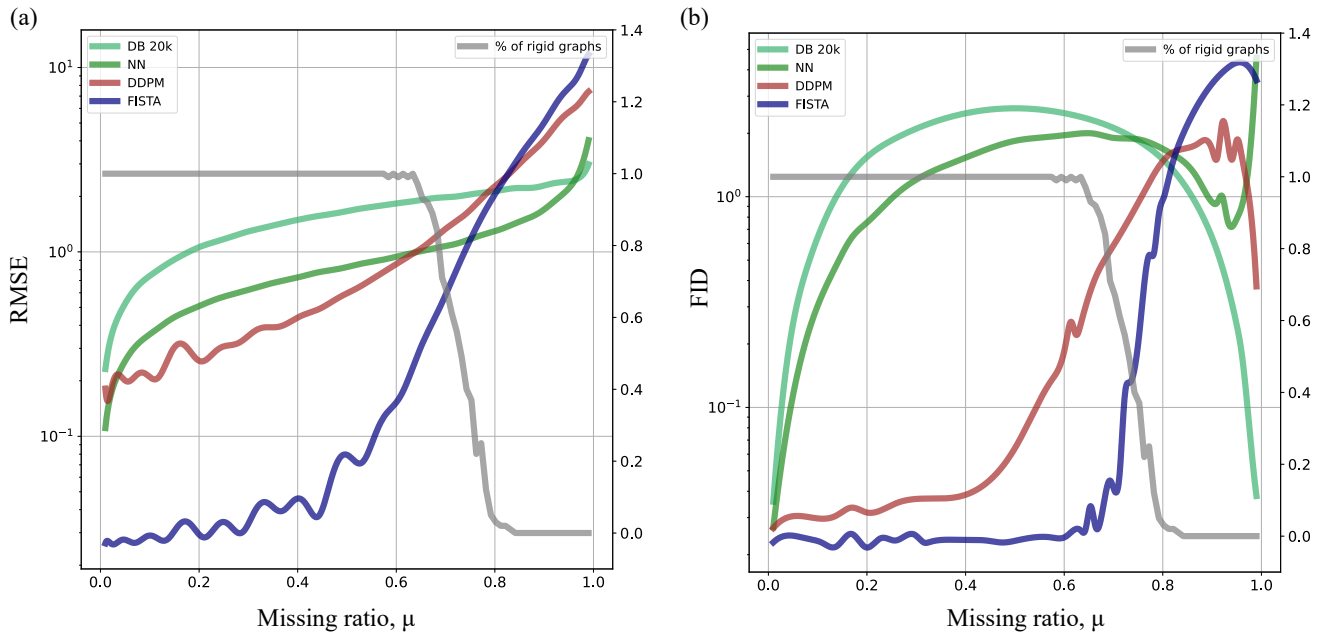 (a)
DB 20k
NN
DDPM
FISTA
% of rigid graphs
10¹
10⁰
10⁻¹
RMSE
1.4
1.2
1.0
0.8
0.6
0.4
0.2
0.0
0.0 0.2 0.4 0.6 0.8 1.0
Missing ratio, μ
(b)
DB 20k
NN
DDPM
FISTA
% of rigid graphs
10⁰
10⁻¹
FID
1.4
1.2
1.0
0.8
0.6
0.4
0.2
0.0
0.0 0.2 0.4 0.6 0.8 1.0
Missing ratio, μ